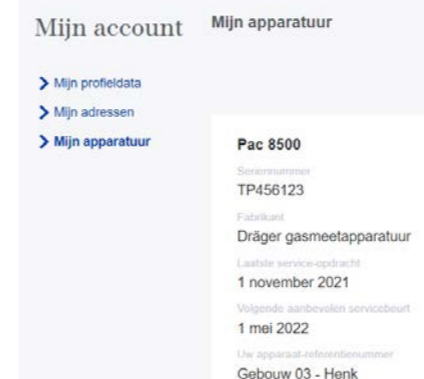 Mijn account
Mijn profieldata
Mijn adressen
Mijn apparatuur
Mijn apparatuur
Pac 8500
Serienummer
TP456123
Fabrikant
Dräger gasmeetapparatuur
Laatste service-opdracht
1 november 2021
Volgende aanbevolen servicebeurt
1 mei 2022
Uw apparaat-referentienummer
Gebouw 03 - Henk